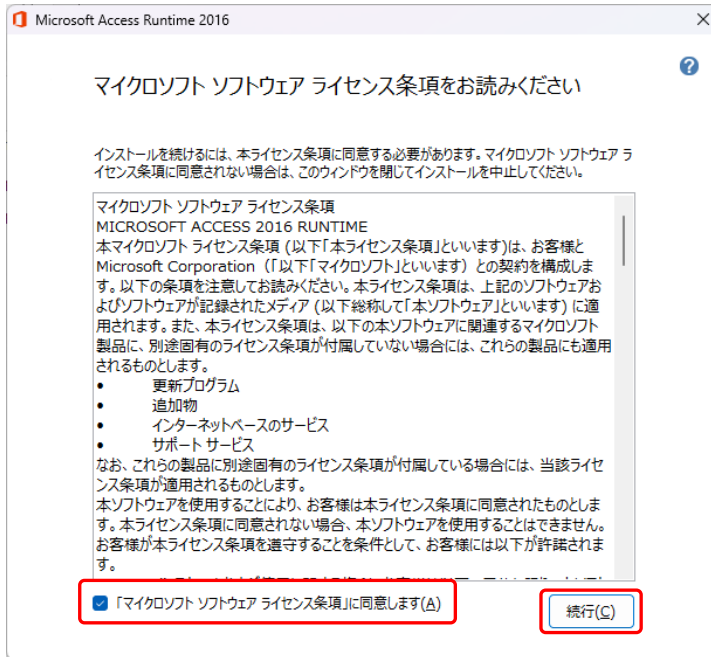 Microsoft Access Runtime 2016
マイクロソフト ソフトウェア ライセンス条項をお読みください
インストールを続けるには、本ライセンス条項に同意する必要があります。マイクロソフト ソフトウェア ラ
イセンス条項に同意されない場合は、このウィンドウを閉じてインストールを中止してください。
マイクロソフト ソフトウェア ライセンス条項
MICROSOFT ACCESS 2016 RUNTIME
本マイクロソフト ライセンス条項 (以下「本ライセンス条項」といいます)は、お客様と
Microsoft Corporation（「以下「マイクロソフト」といいます）との契約を構成しま
す。以下の条項を注意してお読みください。本ライセンス条項は、上記のソフトウェアお
よびソフトウェアが記録されたメディア (以下総称して「本ソフトウェア」といいます) に適
用されます。また、本ライセンス条項は、以下の本ソフトウェアに関連するマイクロソフト
製品に、別途固有のライセンス条項が付属していない場合には、これらの製品にも適用
されるものとします。
• 更新プログラム
• 追加物
• インターネットベースのサービス
• サポート サービス
なお、これらの製品に別途固有のライセンス条項が付属している場合には、当該ライセ
ンス条項が適用されるものとします。
本ソフトウェアを使用することにより、お客様は本ライセンス条項に同意されたものとしま
す。本ライセンス条項に同意されない場合、本ソフトウェアを使用することはできません。
お客様が本ライセンス条項を遵守することを条件として、お客様には以下が許諾されま
す。
「マイクロソフト ソフトウェア ライセンス条項」に同意します(A)
続行(C)